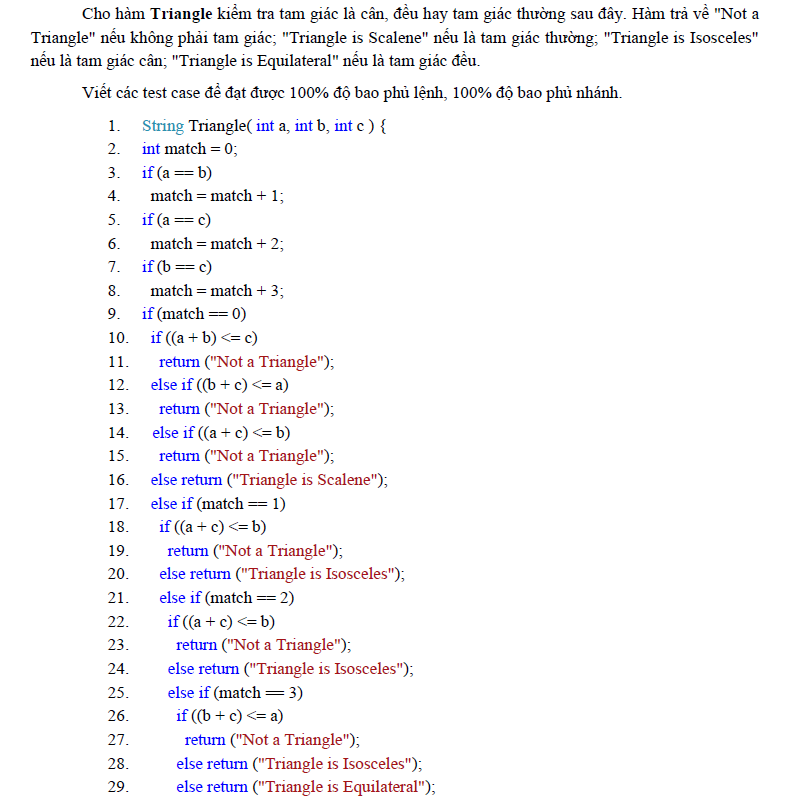 Cho hàm Triangle kiểm tra tam giác là cân, đều hay tam giác thường sau đây. Hàm trả về "Not a
Triangle" nếu không phải tam giác; "Triangle is Scalene" nếu là tam giác thường; "Triangle is Isosceles"
nếu là tam giác cân; "Triangle is Equilateral" nếu là tam giác đều.
Viết các test case để đạt được 100% độ bao phủ lệnh, 100% độ bao phủ nhánh.
1. String Triangle( int a, int b, int c ) {
2. int match = 0;
3. if (a == b)
4. match = match + 1;
5. if (a == c)
6. match = match + 2;
7. if (b == c)
8. match = match + 3;
9. if (match == 0)
10. if ((a + b) <= c)
11. return ("Not a Triangle");
12. else if ((b + c) <= a)
13. return ("Not a Triangle");
14. else if ((a + c) <= b)
15. return ("Not a Triangle");
16. else return ("Triangle is Scalene");
17. else if (match == 1)
18. if ((a + c) <= b)
19. return ("Not a Triangle");
20. else return ("Triangle is Isosceles");
21. else if (match == 2)
22. if ((a + c) <= b)
23. return ("Not a Triangle");
24. else return ("Triangle is Isosceles");
25. else if (match == 3)
26. if ((b + c) <= a)
27. return ("Not a Triangle");
28. else return ("Triangle is Isosceles");
29. else return ("Triangle is Equilateral");